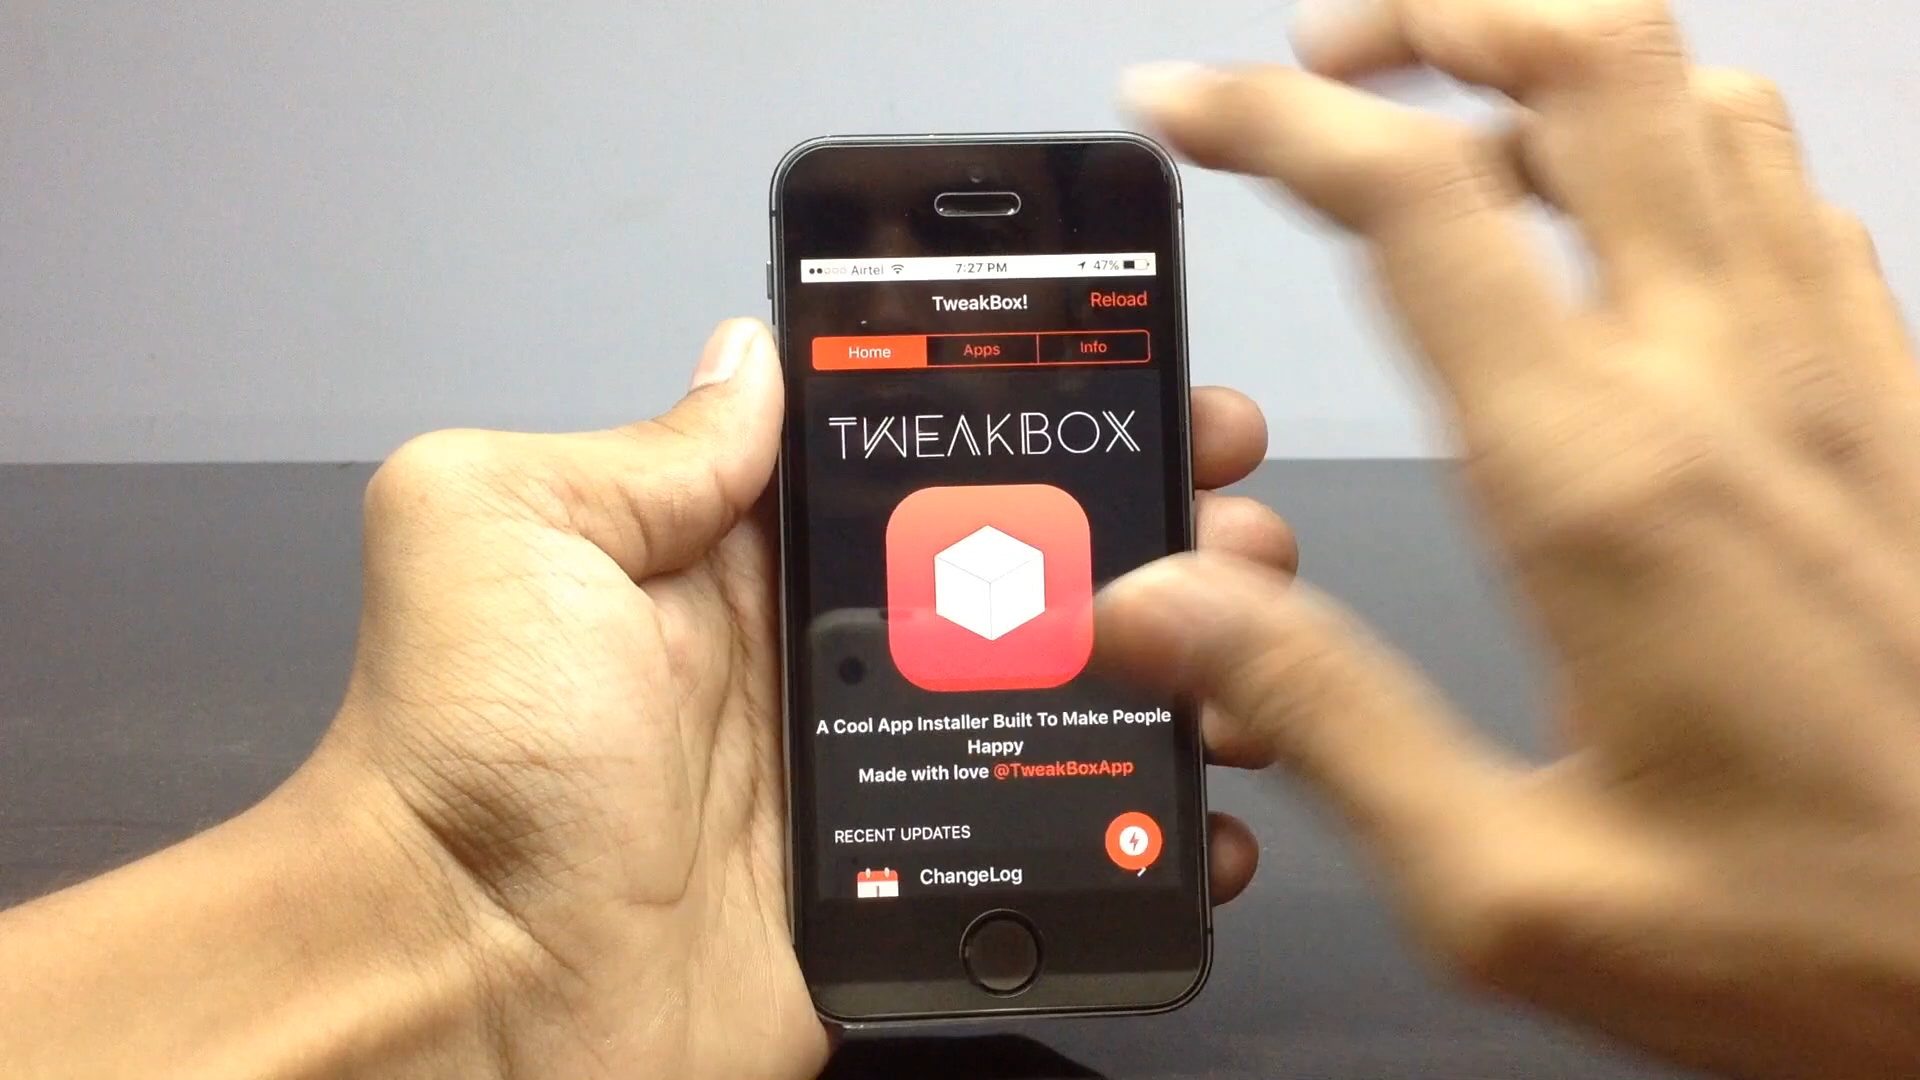 Airtel 7:27 PM 47%
TweakBox! Reload
Home Apps Info
TWEAKBOX
A Cool App Installer Built To Make People
Happy
Made with love @TweakBoxApp
RECENT UPDATES
ChangeLog